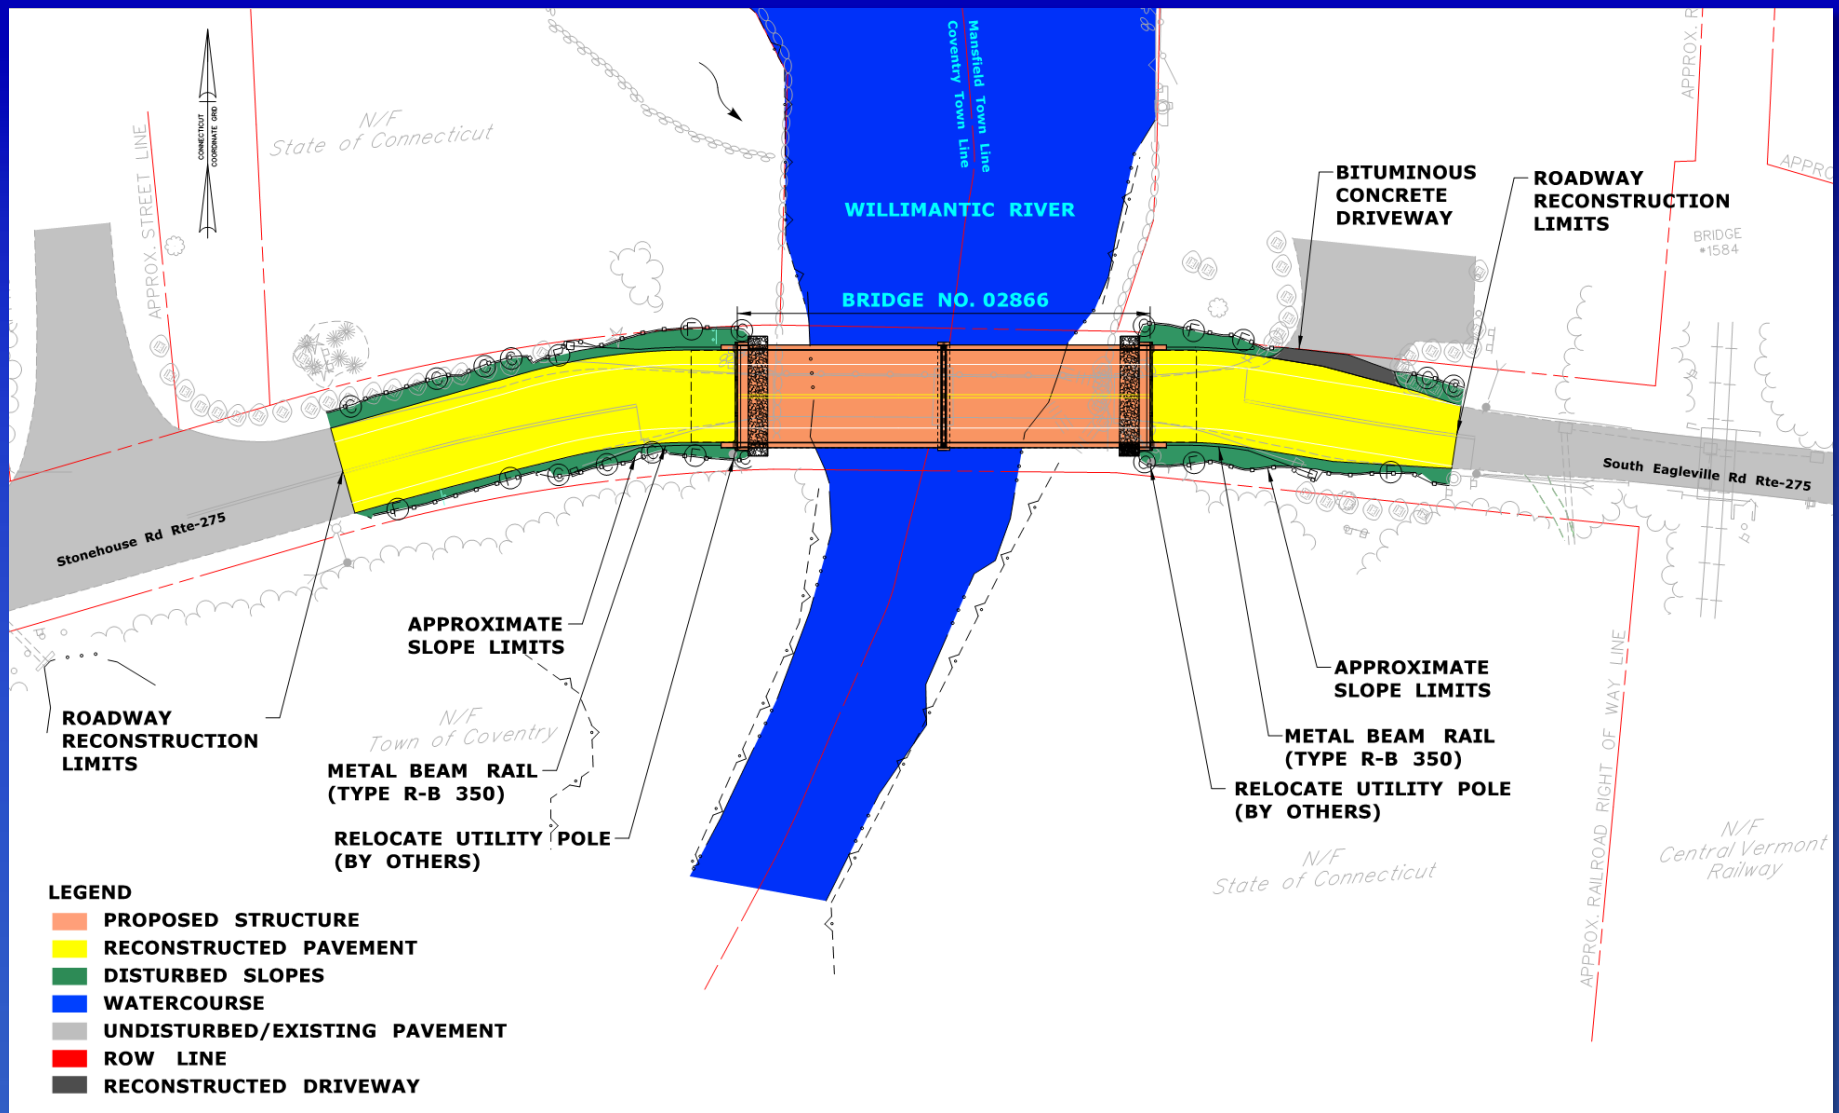 Mansfield Town Line
Coventry Town Line
CONNECTICUT
COORDINATE GRID
N/F
State of Connecticut
APPROX. STREET LINE
APPROX. R
APPRO
BITUMINOUS
CONCRETE
DRIVEWAY
ROADWAY
RECONSTRUCTION
LIMITS
WILLIMANTIC RIVER
BRIDGE
*1584
BRIDGE NO. 02866
South Eagleville Rd Rte-275
Stonehouse Rd Rte-275
APPROXIMATE
SLOPE LIMITS
APPROXIMATE
SLOPE LIMITS
ROADWAY
RECONSTRUCTION
LIMITS
N/F
Town of Coventry
METAL BEAM RAIL
(TYPE R-B 350)
METAL BEAM RAIL
(TYPE R-B 350)
RELOCATE UTILITY POLE
(BY OTHERS)
RELOCATE UTILITY POLE
(BY OTHERS)
N/F
State of Connecticut
APPROX. RAILROAD RIGHT OF WAY LINE
N/F
Central Vermont
Railway
LEGEND
PROPOSED STRUCTURE
RECONSTRUCTED PAVEMENT
DISTURBED SLOPES
WATERCOURSE
UNDISTURBED/EXISTING PAVEMENT
ROW LINE
RECONSTRUCTED DRIVEWAY